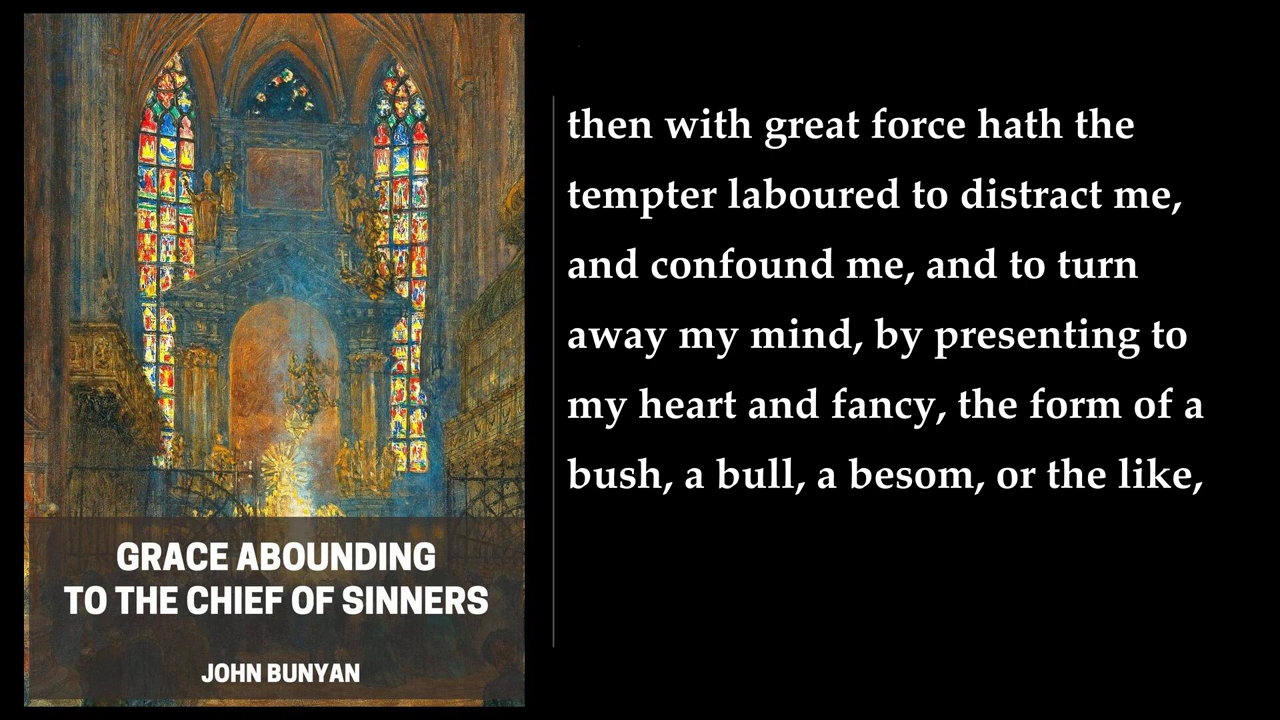 GRACE ABOUNDING
TO THE CHIEF OF SINNERS
JOHN BUNYAN
then with great force hath the
tempter laboured to distract me,
and confound me, and to turn
away my mind, by presenting to
my heart and fancy, the form of a
bush, a bull, a besom, or the like,